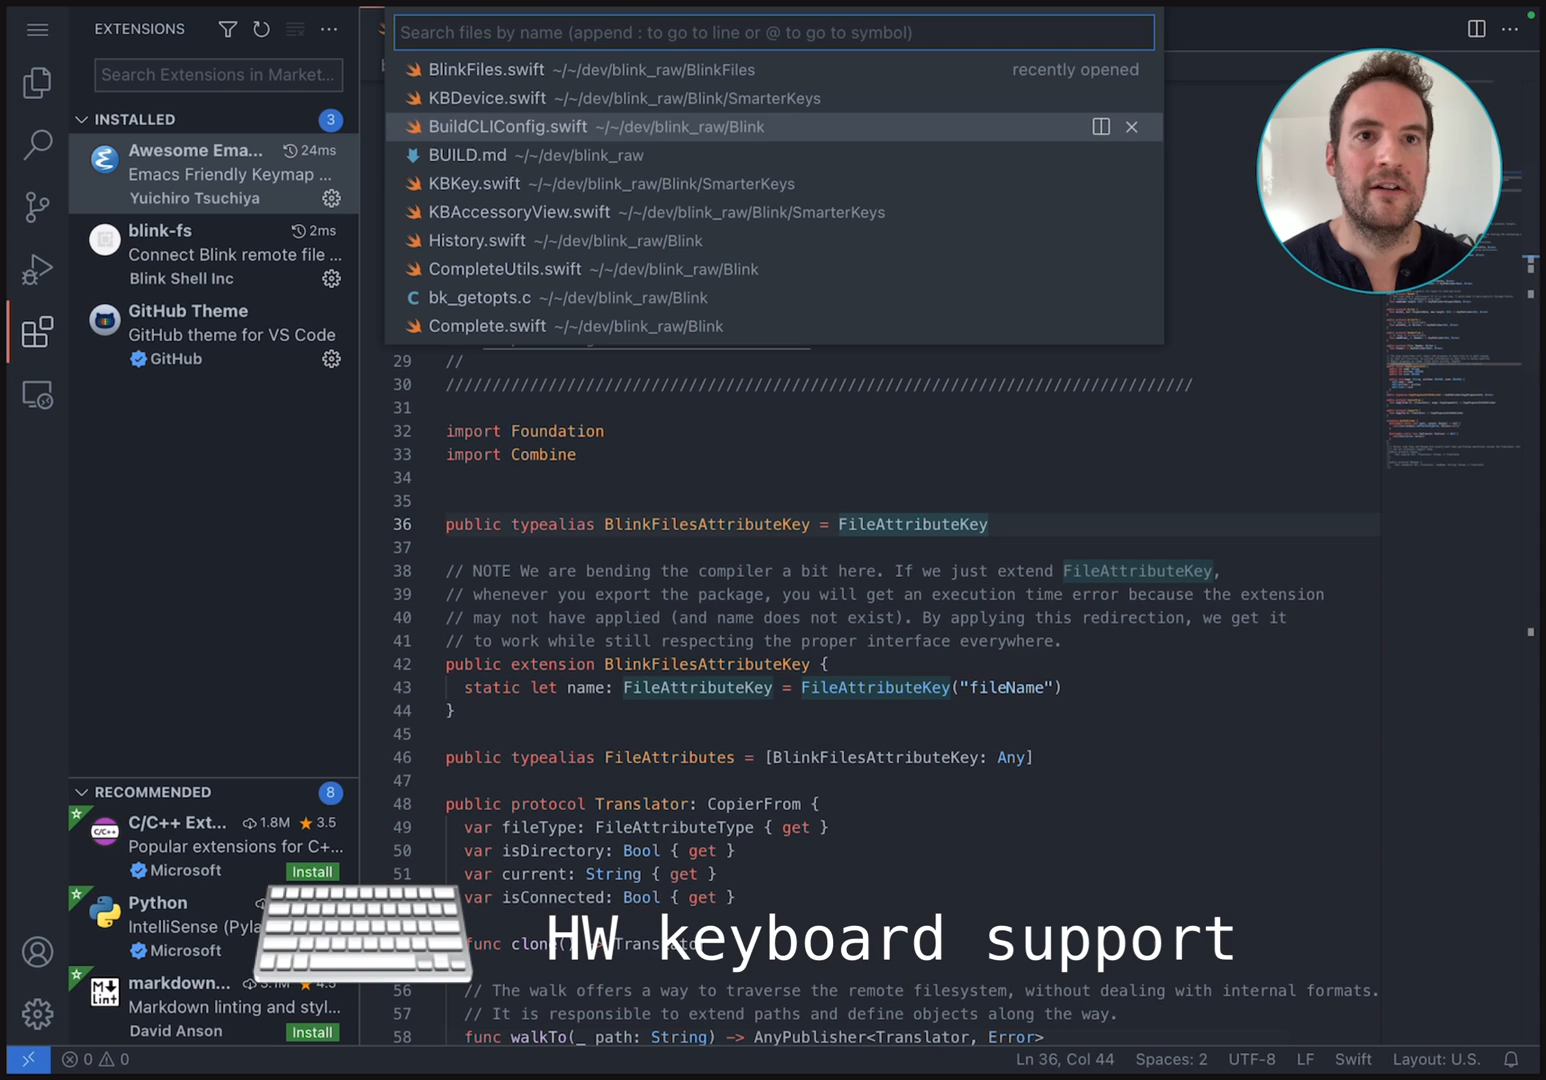 EXTENSIONS
Search Extensions in Market...
INSTALLED 3
Awesome Ema... 24ms
Emacs Friendly Keymap ...
Yuichiro Tsuchiya
blink-fs 2ms
Connect Blink remote file ...
Blink Shell Inc
GitHub Theme
GitHub theme for VS Code
GitHub
RECOMMENDED 8
C/C++ Ext... 1.8M 3.5
Popular extensions for C+...
Microsoft Install
Python
IntelliSense (Pyla
Microsoft
markdown... 3.1M 4.5
Markdown linting and styl...
David Anson Install
Search files by name (append : to go to line or @ to go to symbol)
BlinkFiles.swift ~/~/dev/blink_raw/BlinkFiles recently opened
KBDevice.swift ~/~/dev/blink_raw/Blink/SmarterKeys
BuildCLIConfig.swift ~/~/dev/blink_raw/Blink
BUILD.md ~/~/dev/blink_raw
KBKey.swift ~/~/dev/blink_raw/Blink/SmarterKeys
KBAccessoryView.swift ~/~/dev/blink_raw/Blink/SmarterKeys
History.swift ~/~/dev/blink_raw/Blink
CompleteUtils.swift ~/~/dev/blink_raw/Blink
C bk_getopts.c ~/~/dev/blink_raw/Blink
Complete.swift ~/~/dev/blink_raw/Blink
29 //
30 ////////////////////////////////////////////////////////////////////////////////
31
32 import Foundation
33 import Combine
34
35
36 public typealias BlinkFilesAttributeKey = FileAttributeKey
37
38 // NOTE We are bending the compiler a bit here. If we just extend FileAttributeKey,
39 // whenever you export the package, you will get an execution time error because the extension
40 // may not have applied (and name does not exist). By applying this redirection, we get it
41 // to work while still respecting the proper interface everywhere.
42 public extension BlinkFilesAttributeKey {
43 static let name: FileAttributeKey = FileAttributeKey("fileName")
44 }
45
46 public typealias FileAttributes = [BlinkFilesAttributeKey: Any]
47
48 public protocol Translator: CopierFrom {
49 var fileType: FileAttributeType { get }
50 var isDirectory: Bool { get }
51 var current: String { get }
var isConnected: Bool { get }
func clone() -> Translator
HW keyboard support
56 // The walk offers a way to traverse the remote filesystem, without dealing with internal formats.
57 // It is responsible to extend paths and define objects along the way.
58 func walkTo(_ path: String) -> AnyPublisher<Translator, Error>
0 0
Ln 36, Col 44 Spaces: 2 UTF-8 LF Swift Layout: U.S.